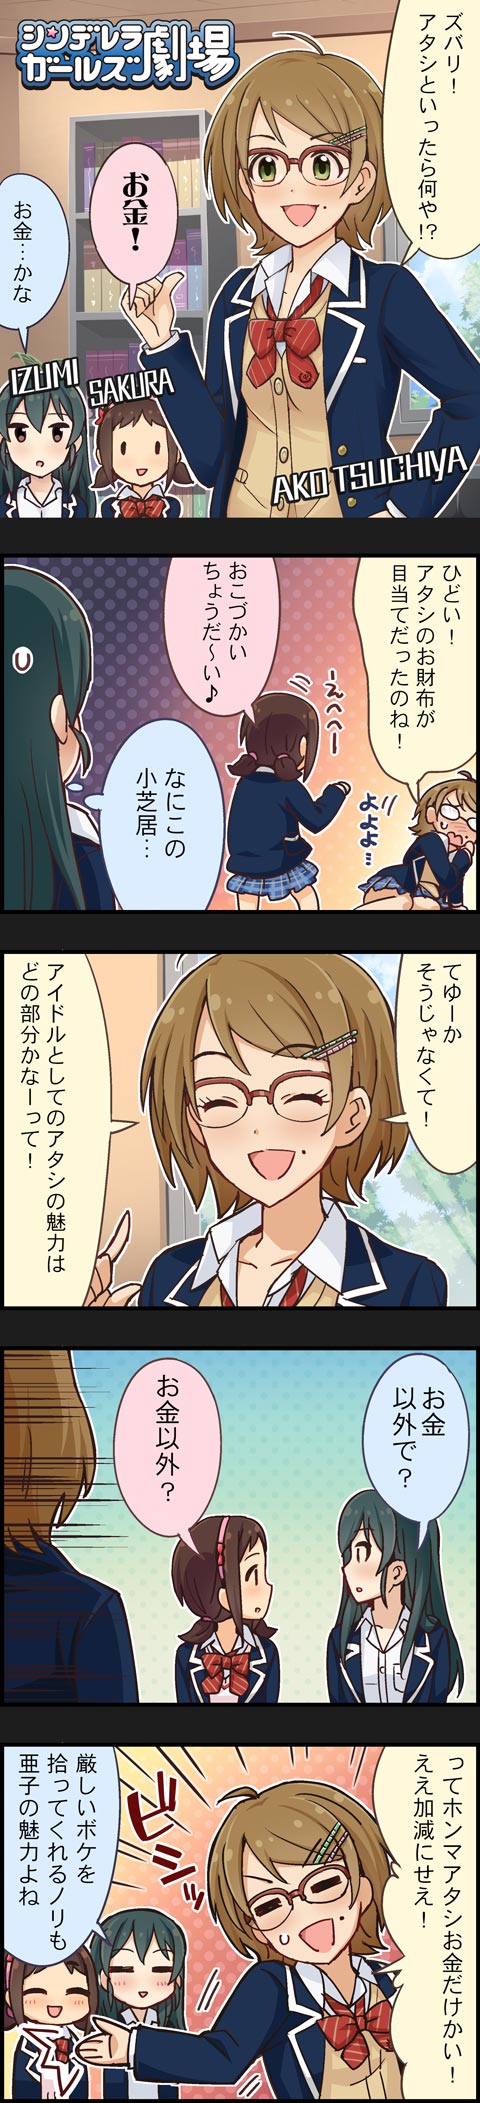 シンデレラ
ガールズ劇場
ズバリ！
アタシといったら何や!?
お金！
お金…かな
IZUMI
SAKURA
AKO TSUCHIYA
ひどい！
アタシのお財布が
目当てだったのね！
よよよ…
えへへー
おこづかい
ちょうだ～い♪
なにこの
小芝居…
てゆーか
そうじゃなくて！
アイドルとしてのアタシの魅力は
どの部分かなーって！
お金
以外で？
お金以外？
ってホンマアタシお金だけかい！
ええ加減にせえ！
ビシッ
厳しいボケを
拾ってくれるノリも
亜子の魅力よね